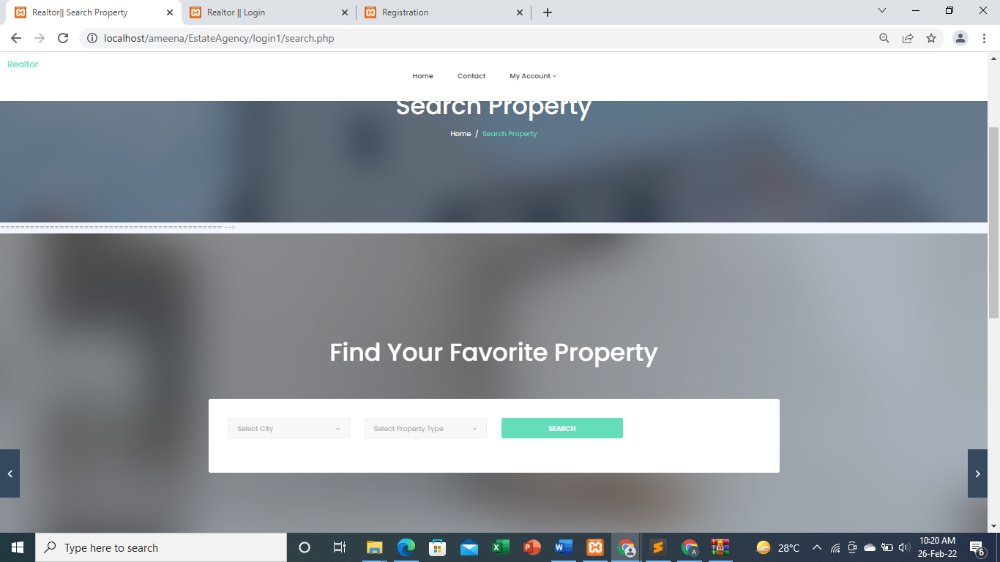 Realtor|| Search Property
Realtor || Login
Registration
localhost/ameena/EstateAgency/login1/search.php
Realtor
Home
Contact
My Account
Search Property
Home / Search Property
============================================ -->
Find Your Favorite Property
Select City
Select Property Type
SEARCH
Type here to search
28°C
10:20 AM
26-Feb-22
6